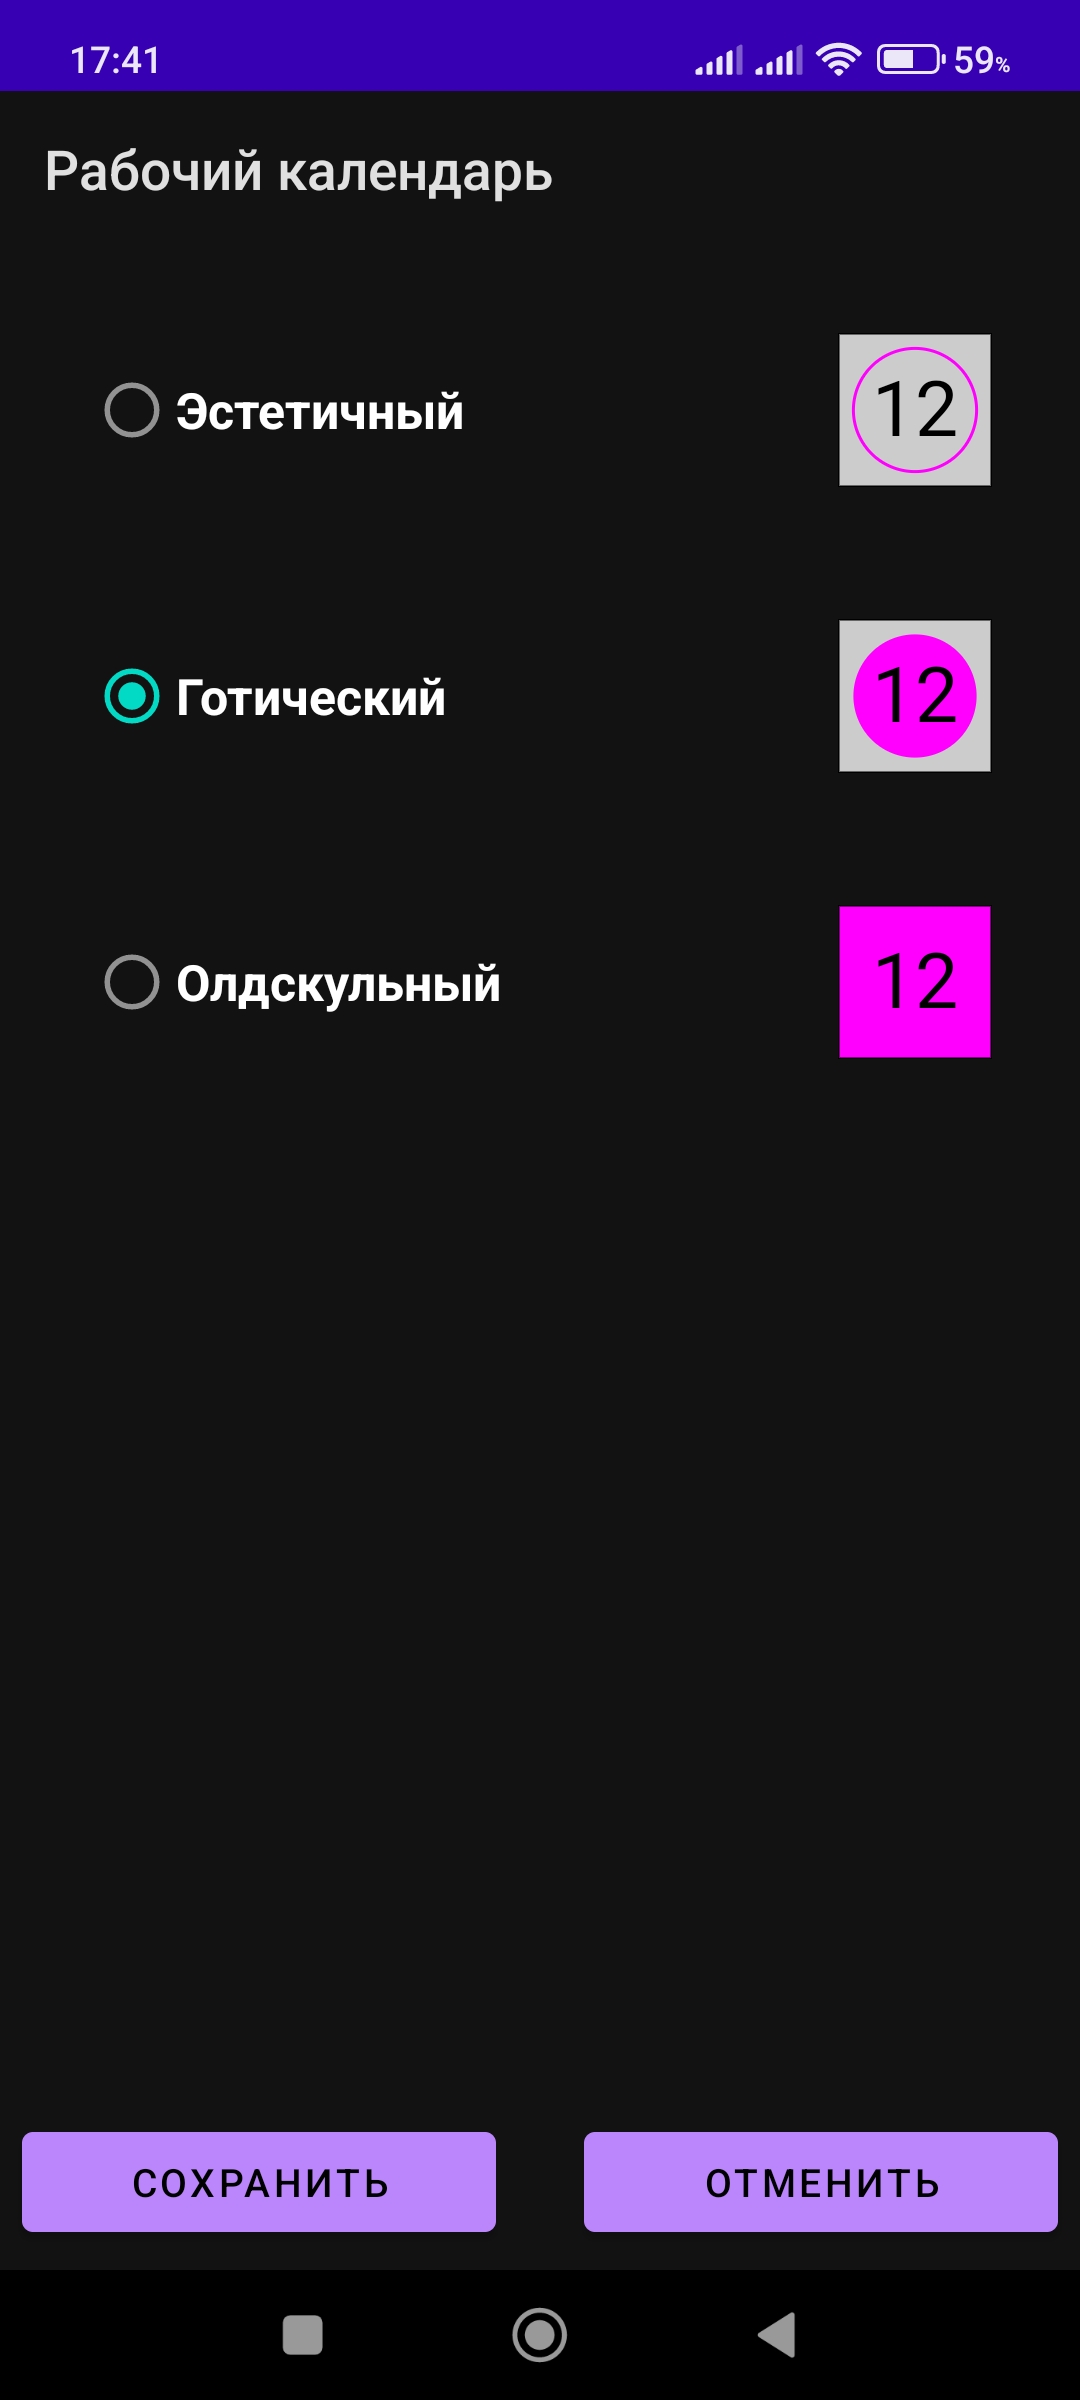 17:41 59%
Рабочий календарь
Эстетичный 12
Готический 12
Олдскульный 12
СОХРАНИТЬ ОТМЕНИТЬ